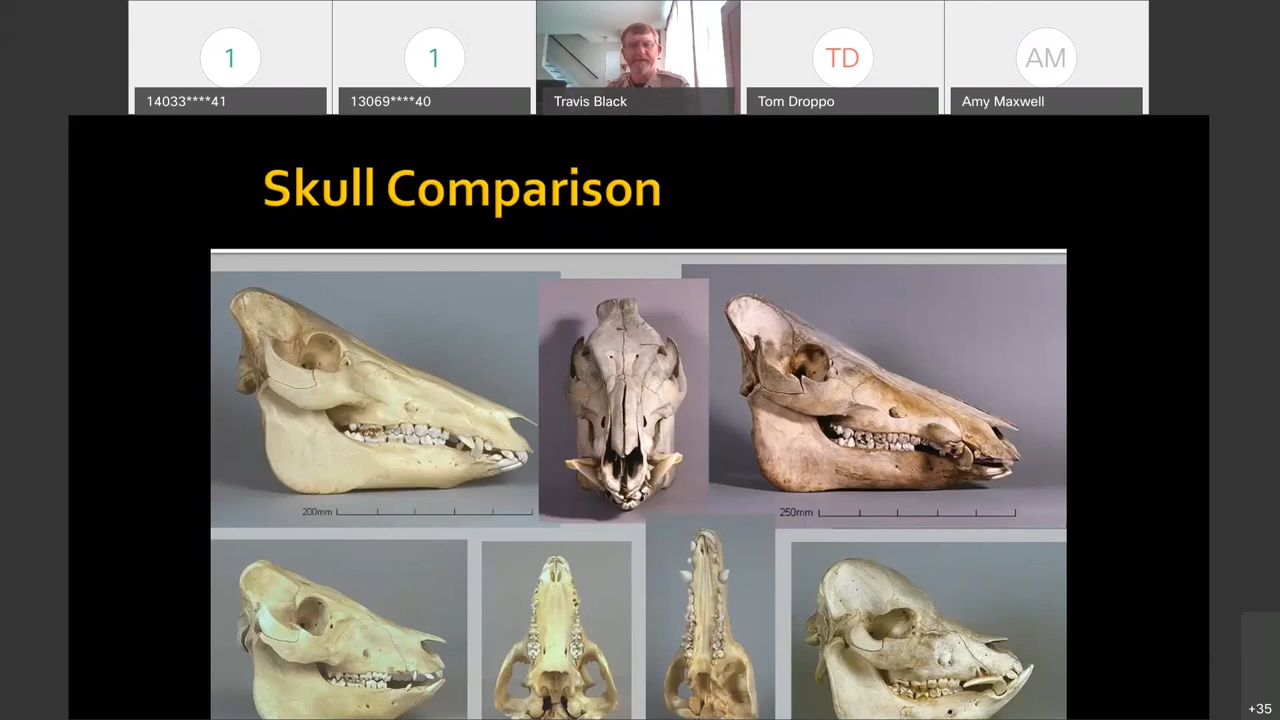 1
1
TD
AM
14033****41
13069****40
Travis Black
Tom Droppo
Amy Maxwell
Skull Comparison
200mm
250mm
+35